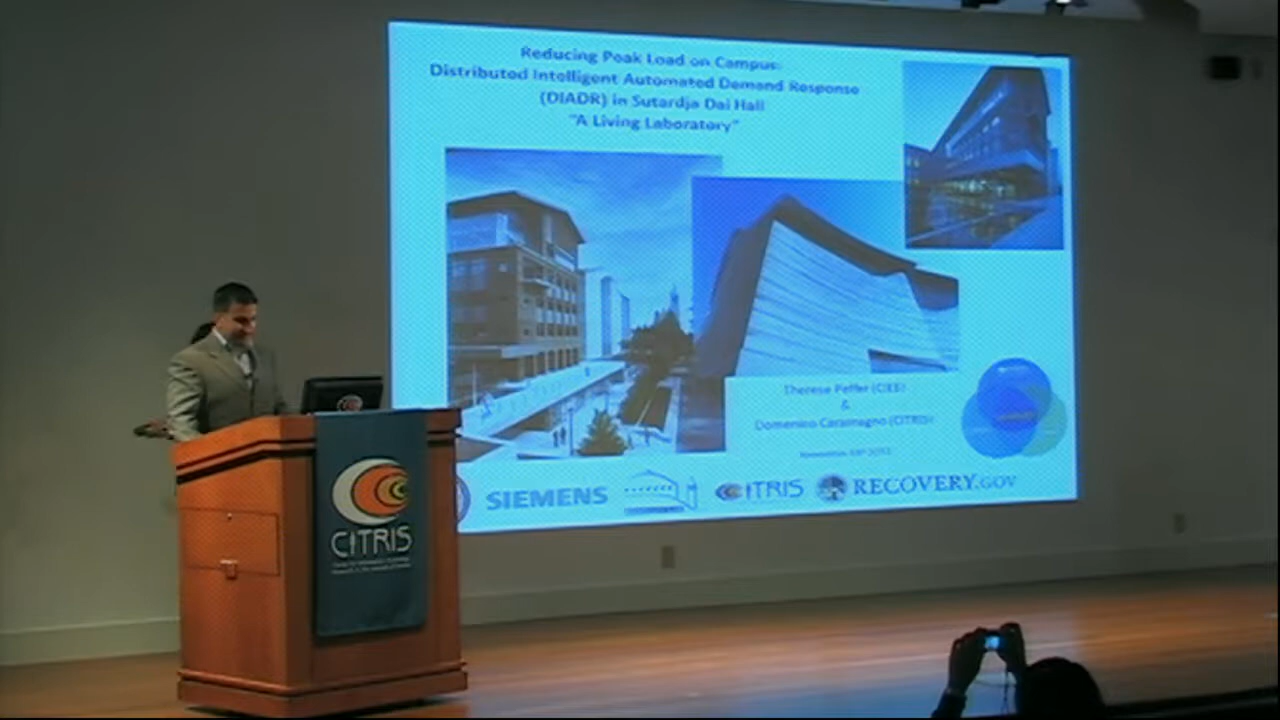 Reducing Peak Load on Campus:
Distributed Intelligent Automated Demand Response
(DIADR) in Sutardja Dai Hall
"A Living Laboratory"
Therese Peffer (CIEE)
&
Domenico Caramagno (CITRIS)
SIEMENS
CITRIS
RECOVERY.GOV
CITRIS